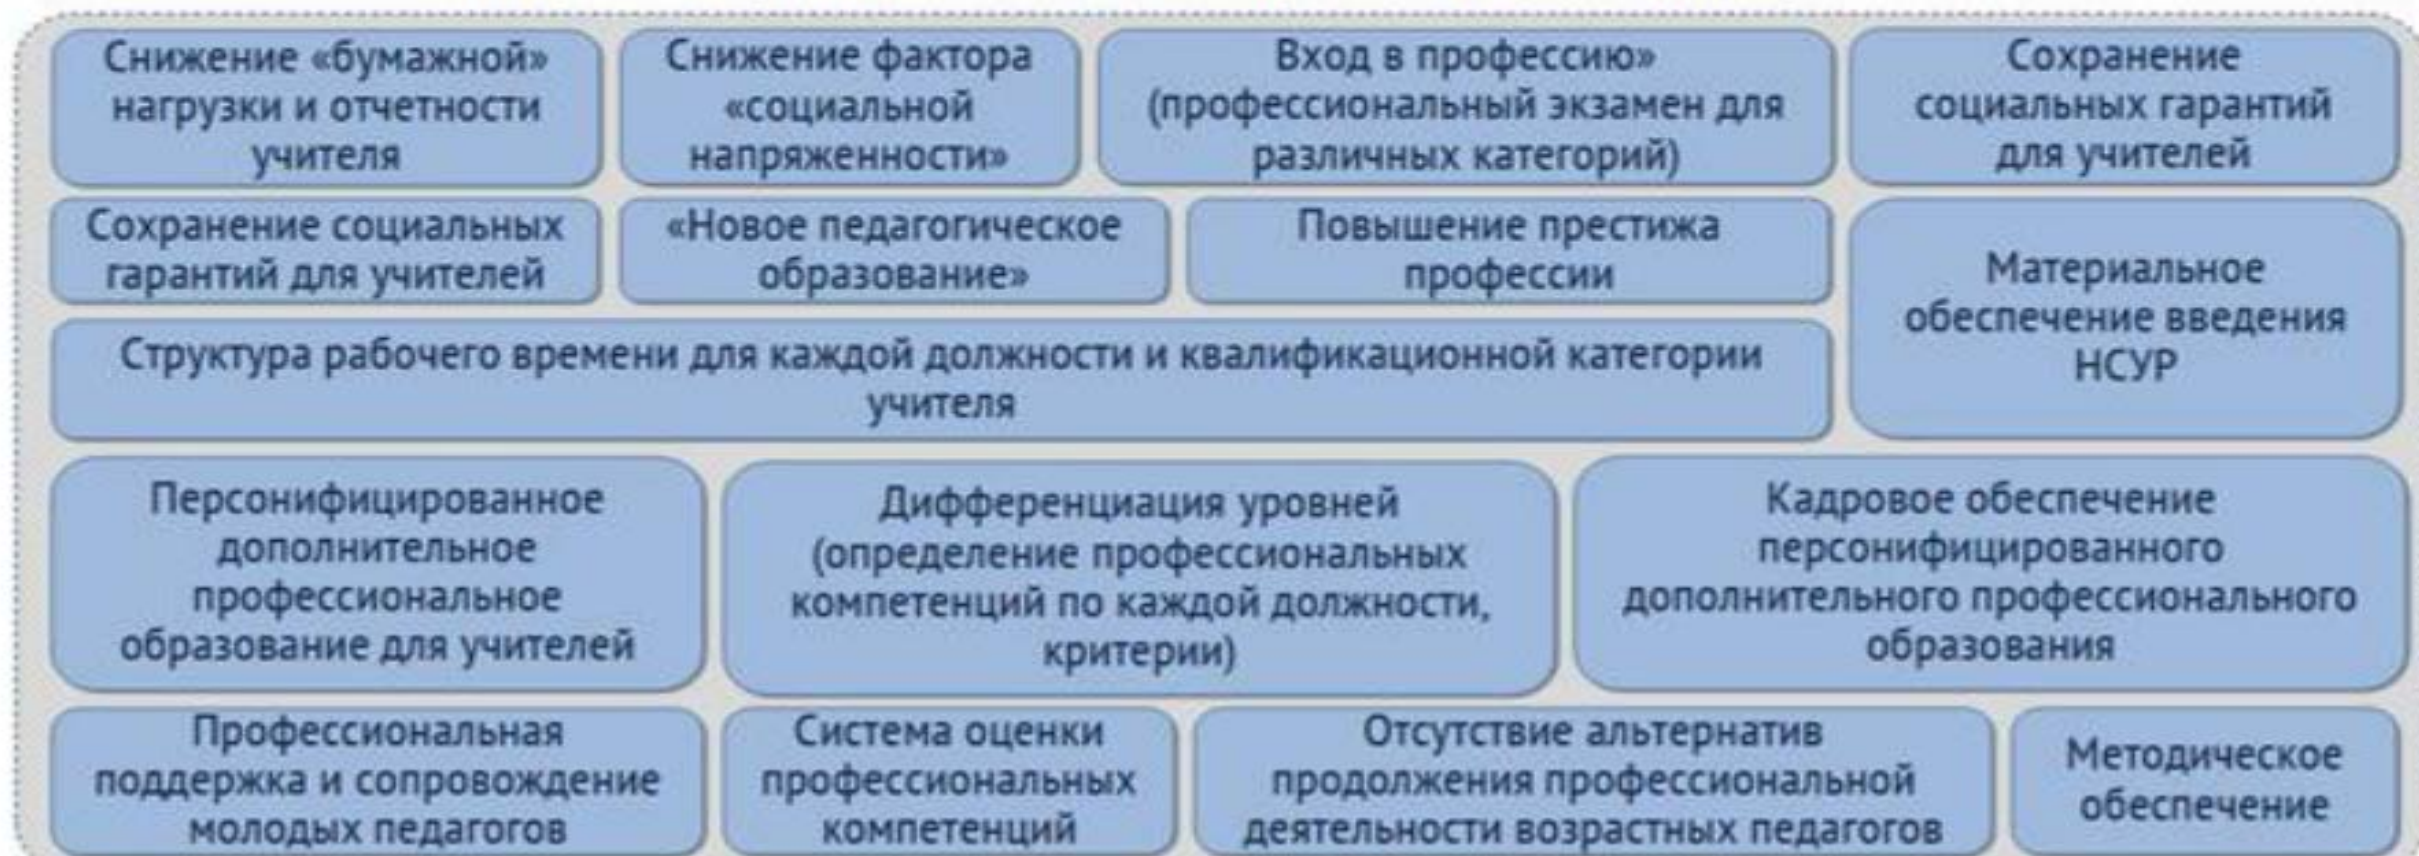 Снижение «бумажной»
нагрузки и отчетности
учителя
Снижение фактора
«социальной
напряженности»
Вход в профессию»
(профессиональный экзамен для
различных категорий)
Сохранение
социальных гарантий
для учителей
Сохранение социальных
гарантий для учителей
«Новое педагогическое
образование»
Повышение престижа
профессии
Материальное
обеспечение введения
НСУР
Структура рабочего времени для каждой должности и квалификационной категории
учителя
Персонифицированное
дополнительное
профессиональное
образование для учителей
Дифференциация уровней
(определение профессиональных
компетенций по каждой должности,
критерии)
Кадровое обеспечение
персонифицированного
дополнительного профессионального
образования
Профессиональная
поддержка и сопровождение
молодых педагогов
Система оценки
профессиональных
компетенций
Отсутствие альтернатив
продолжения профессиональной
деятельности возрастных педагогов
Методическое
обеспечение